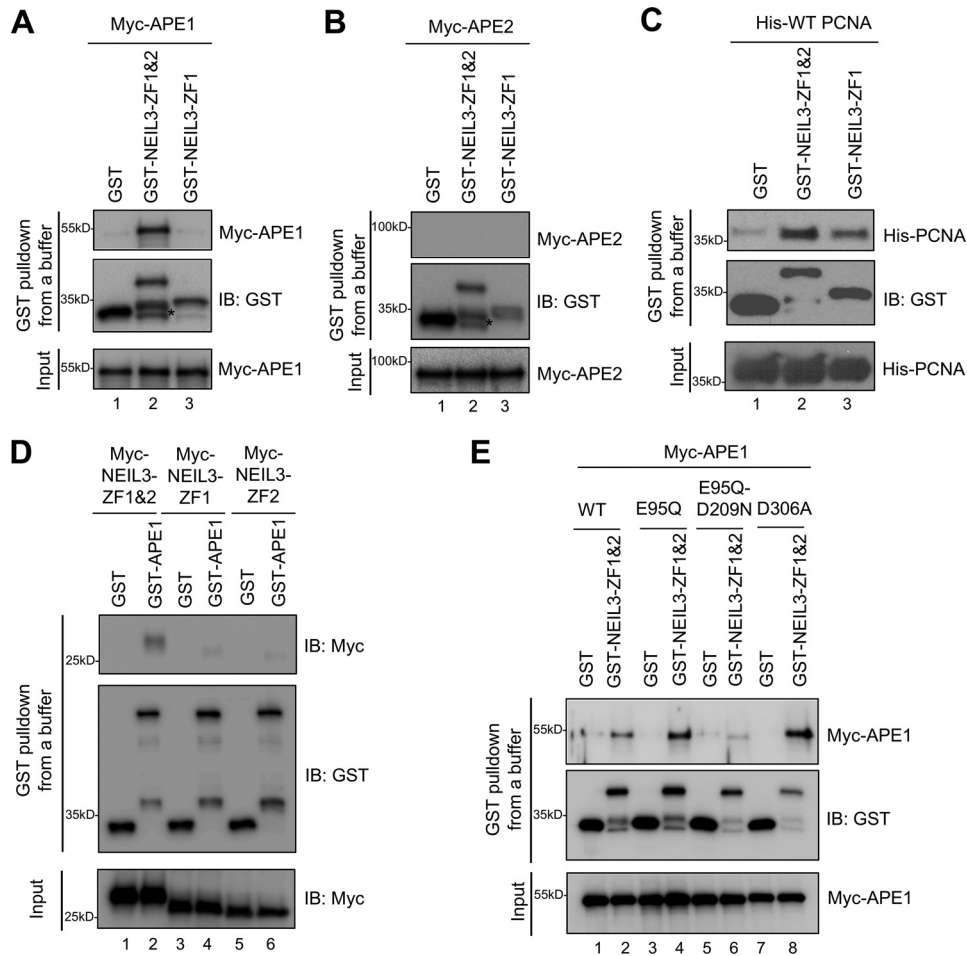 A
Myc-APE1
GST
GST-NEIL3-ZF1&2
GST-NEIL3-ZF1
GST pulldown
from a buffer
55kD
Myc-APE1
35kD
*
IB: GST
Input
55kD
Myc-APE1
1 2 3
B
Myc-APE2
GST
GST-NEIL3-ZF1&2
GST-NEIL3-ZF1
GST pulldown
from a buffer
100kD
Myc-APE2
35kD
*
IB: GST
Input
100kD
Myc-APE2
1 2 3
C
His-WT PCNA
GST
GST-NEIL3-ZF1&2
GST-NEIL3-ZF1
GST pulldown
from a buffer
35kD
His-PCNA
35kD
IB: GST
Input
35kD
His-PCNA
1 2 3
D
Myc-
NEIL3-
ZF1&2
Myc-
NEIL3-
ZF1
Myc-
NEIL3-
ZF2
GST
GST-APE1
GST
GST-APE1
GST
GST-APE1
GST pulldown
from a buffer
25kD
IB: Myc
35kD
IB: GST
Input
25kD
IB: Myc
1 2 3 4 5 6
E
Myc-APE1
WT
E95Q
E95Q-
D209N
D306A
GST
GST-NEIL3-ZF1&2
GST
GST-NEIL3-ZF1&2
GST
GST-NEIL3-ZF1&2
GST
GST-NEIL3-ZF1&2
GST pulldown
from a buffer
55kD
Myc-APE1
35kD
IB: GST
Input
55kD
Myc-APE1
1 2 3 4 5 6 7 8